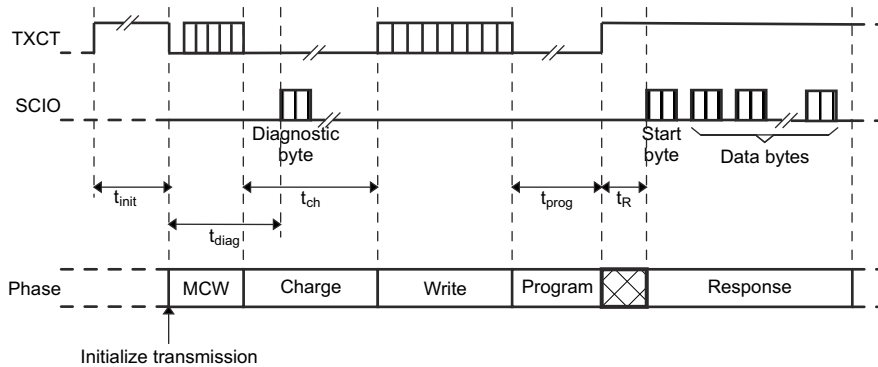 TXCT
SCIO
Diagnostic
byte
Start
byte
Data bytes
tinit
tch
tprog
tR
tdiag
Phase
MCW
Charge
Write
Program
Response
Initialize transmission